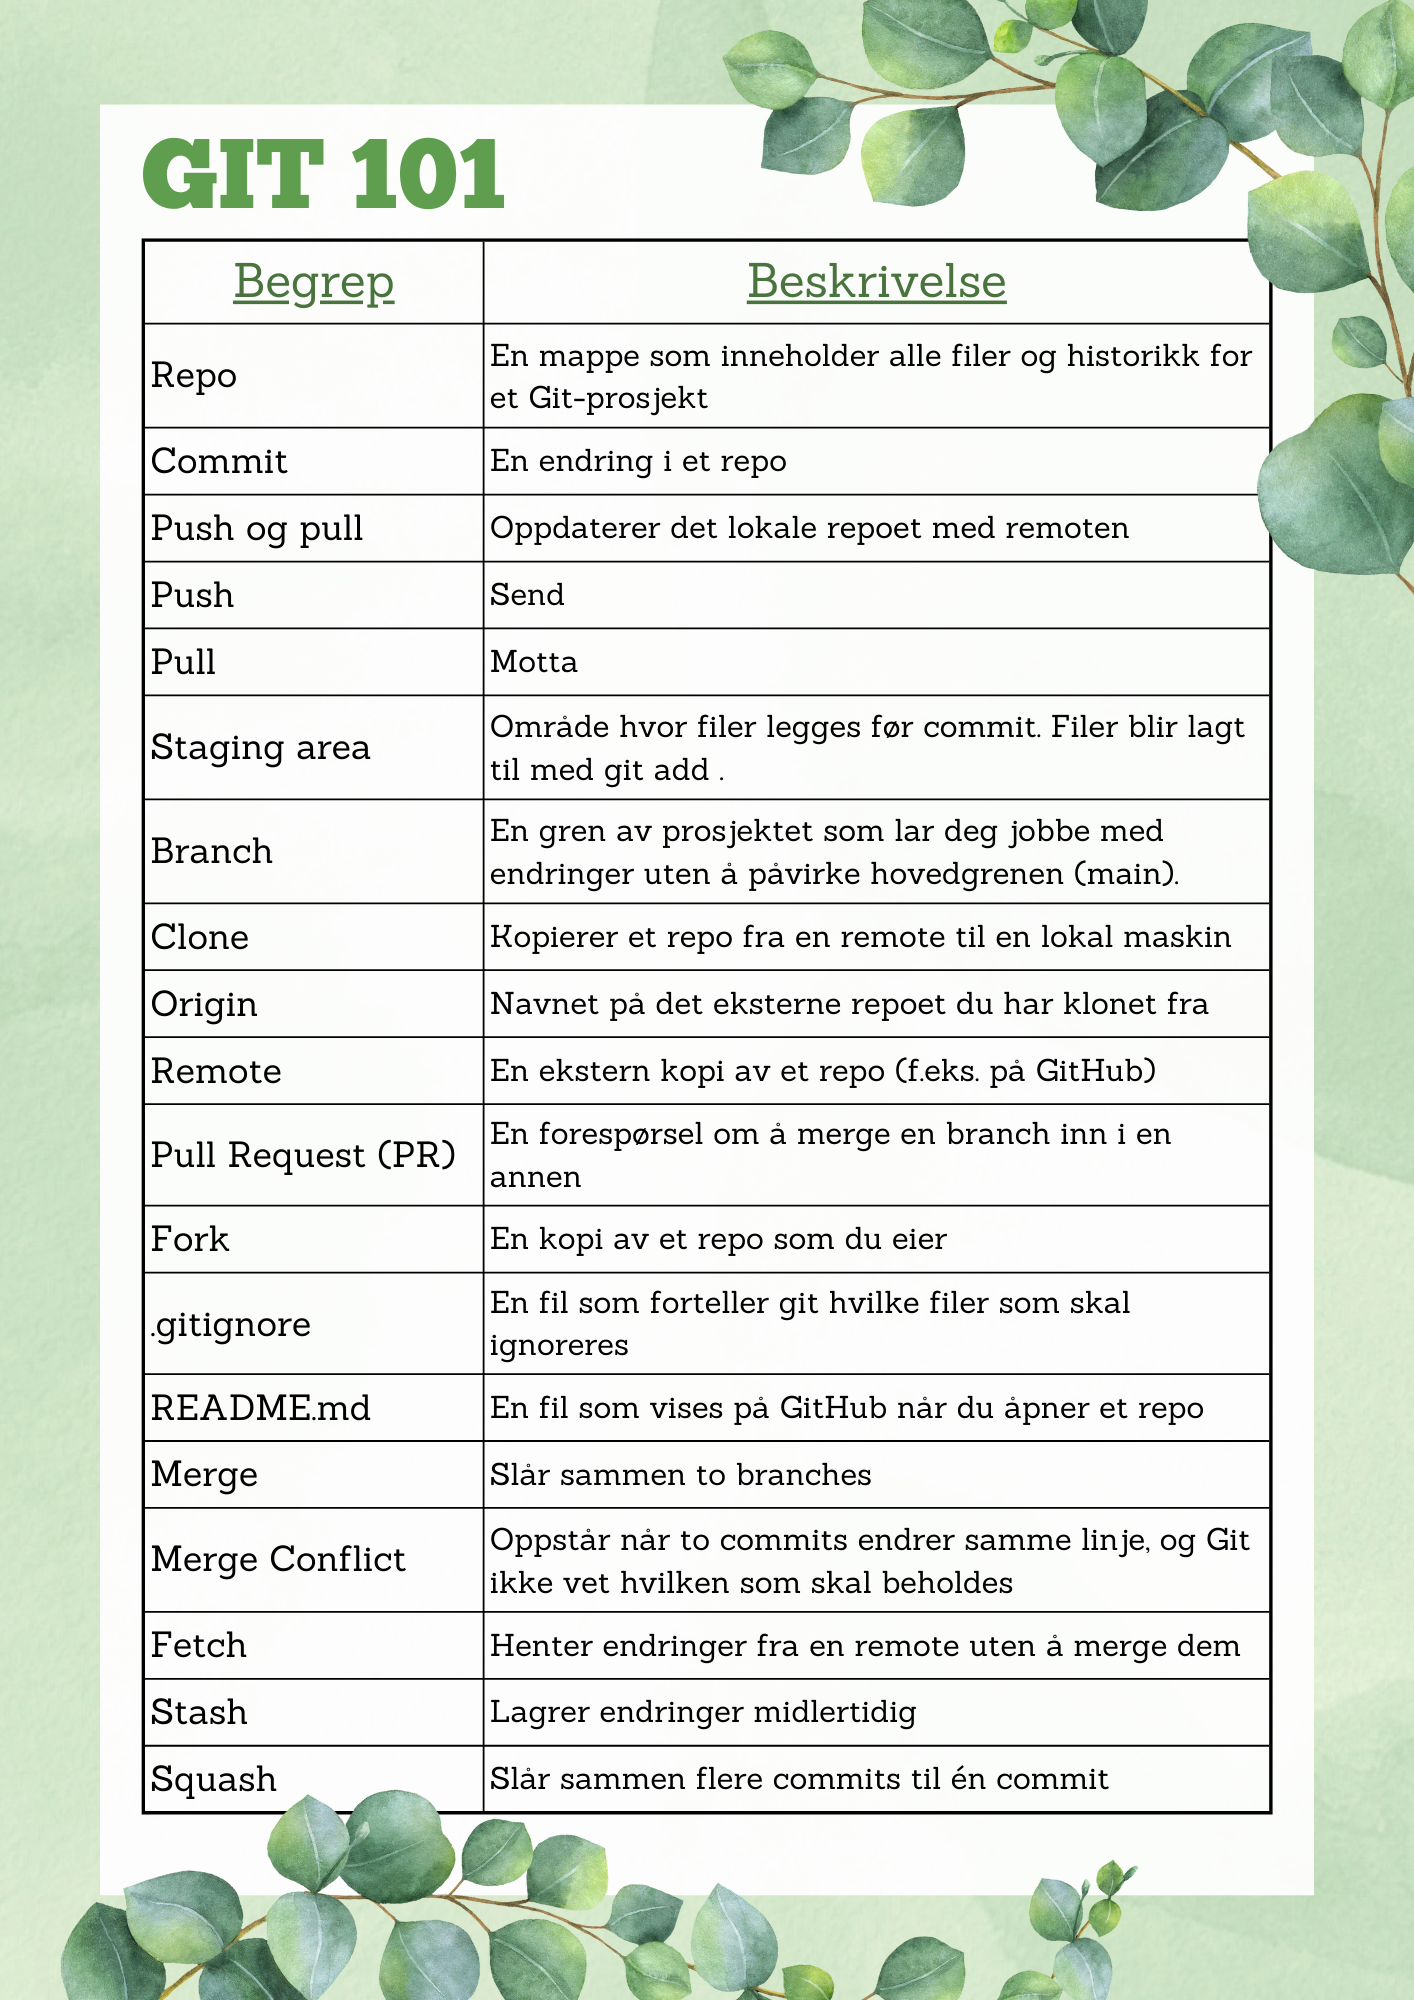 GIT 101
Begrep
Beskrivelse
Repo
En mappe som inneholder alle filer og historikk for
et Git-prosjekt
Commit
En endring i et repo
Push og pull
Oppdaterer det lokale repoet med remoten
Push
Send
Pull
Motta
Staging area
Område hvor filer legges før commit. Filer blir lagt
til med git add .
Branch
En gren av prosjektet som lar deg jobbe med
endringer uten å påvirke hovedgrenen (main).
Clone
Kopierer et repo fra en remote til en lokal maskin
Origin
Navnet på det eksterne repoet du har klonet fra
Remote
En ekstern kopi av et repo (f.eks. på GitHub)
Pull Request (PR)
En forespørsel om å merge en branch inn i en
annen
Fork
En kopi av et repo som du eier
.gitignore
En fil som forteller git hvilke filer som skal
ignoreres
README.md
En fil som vises på GitHub når du åpner et repo
Merge
Slår sammen to branches
Merge Conflict
Oppstår når to commits endrer samme linje, og Git
ikke vet hvilken som skal beholdes
Fetch
Henter endringer fra en remote uten å merge dem
Stash
Lagrer endringer midlertidig
Squash
Slår sammen flere commits til én commit